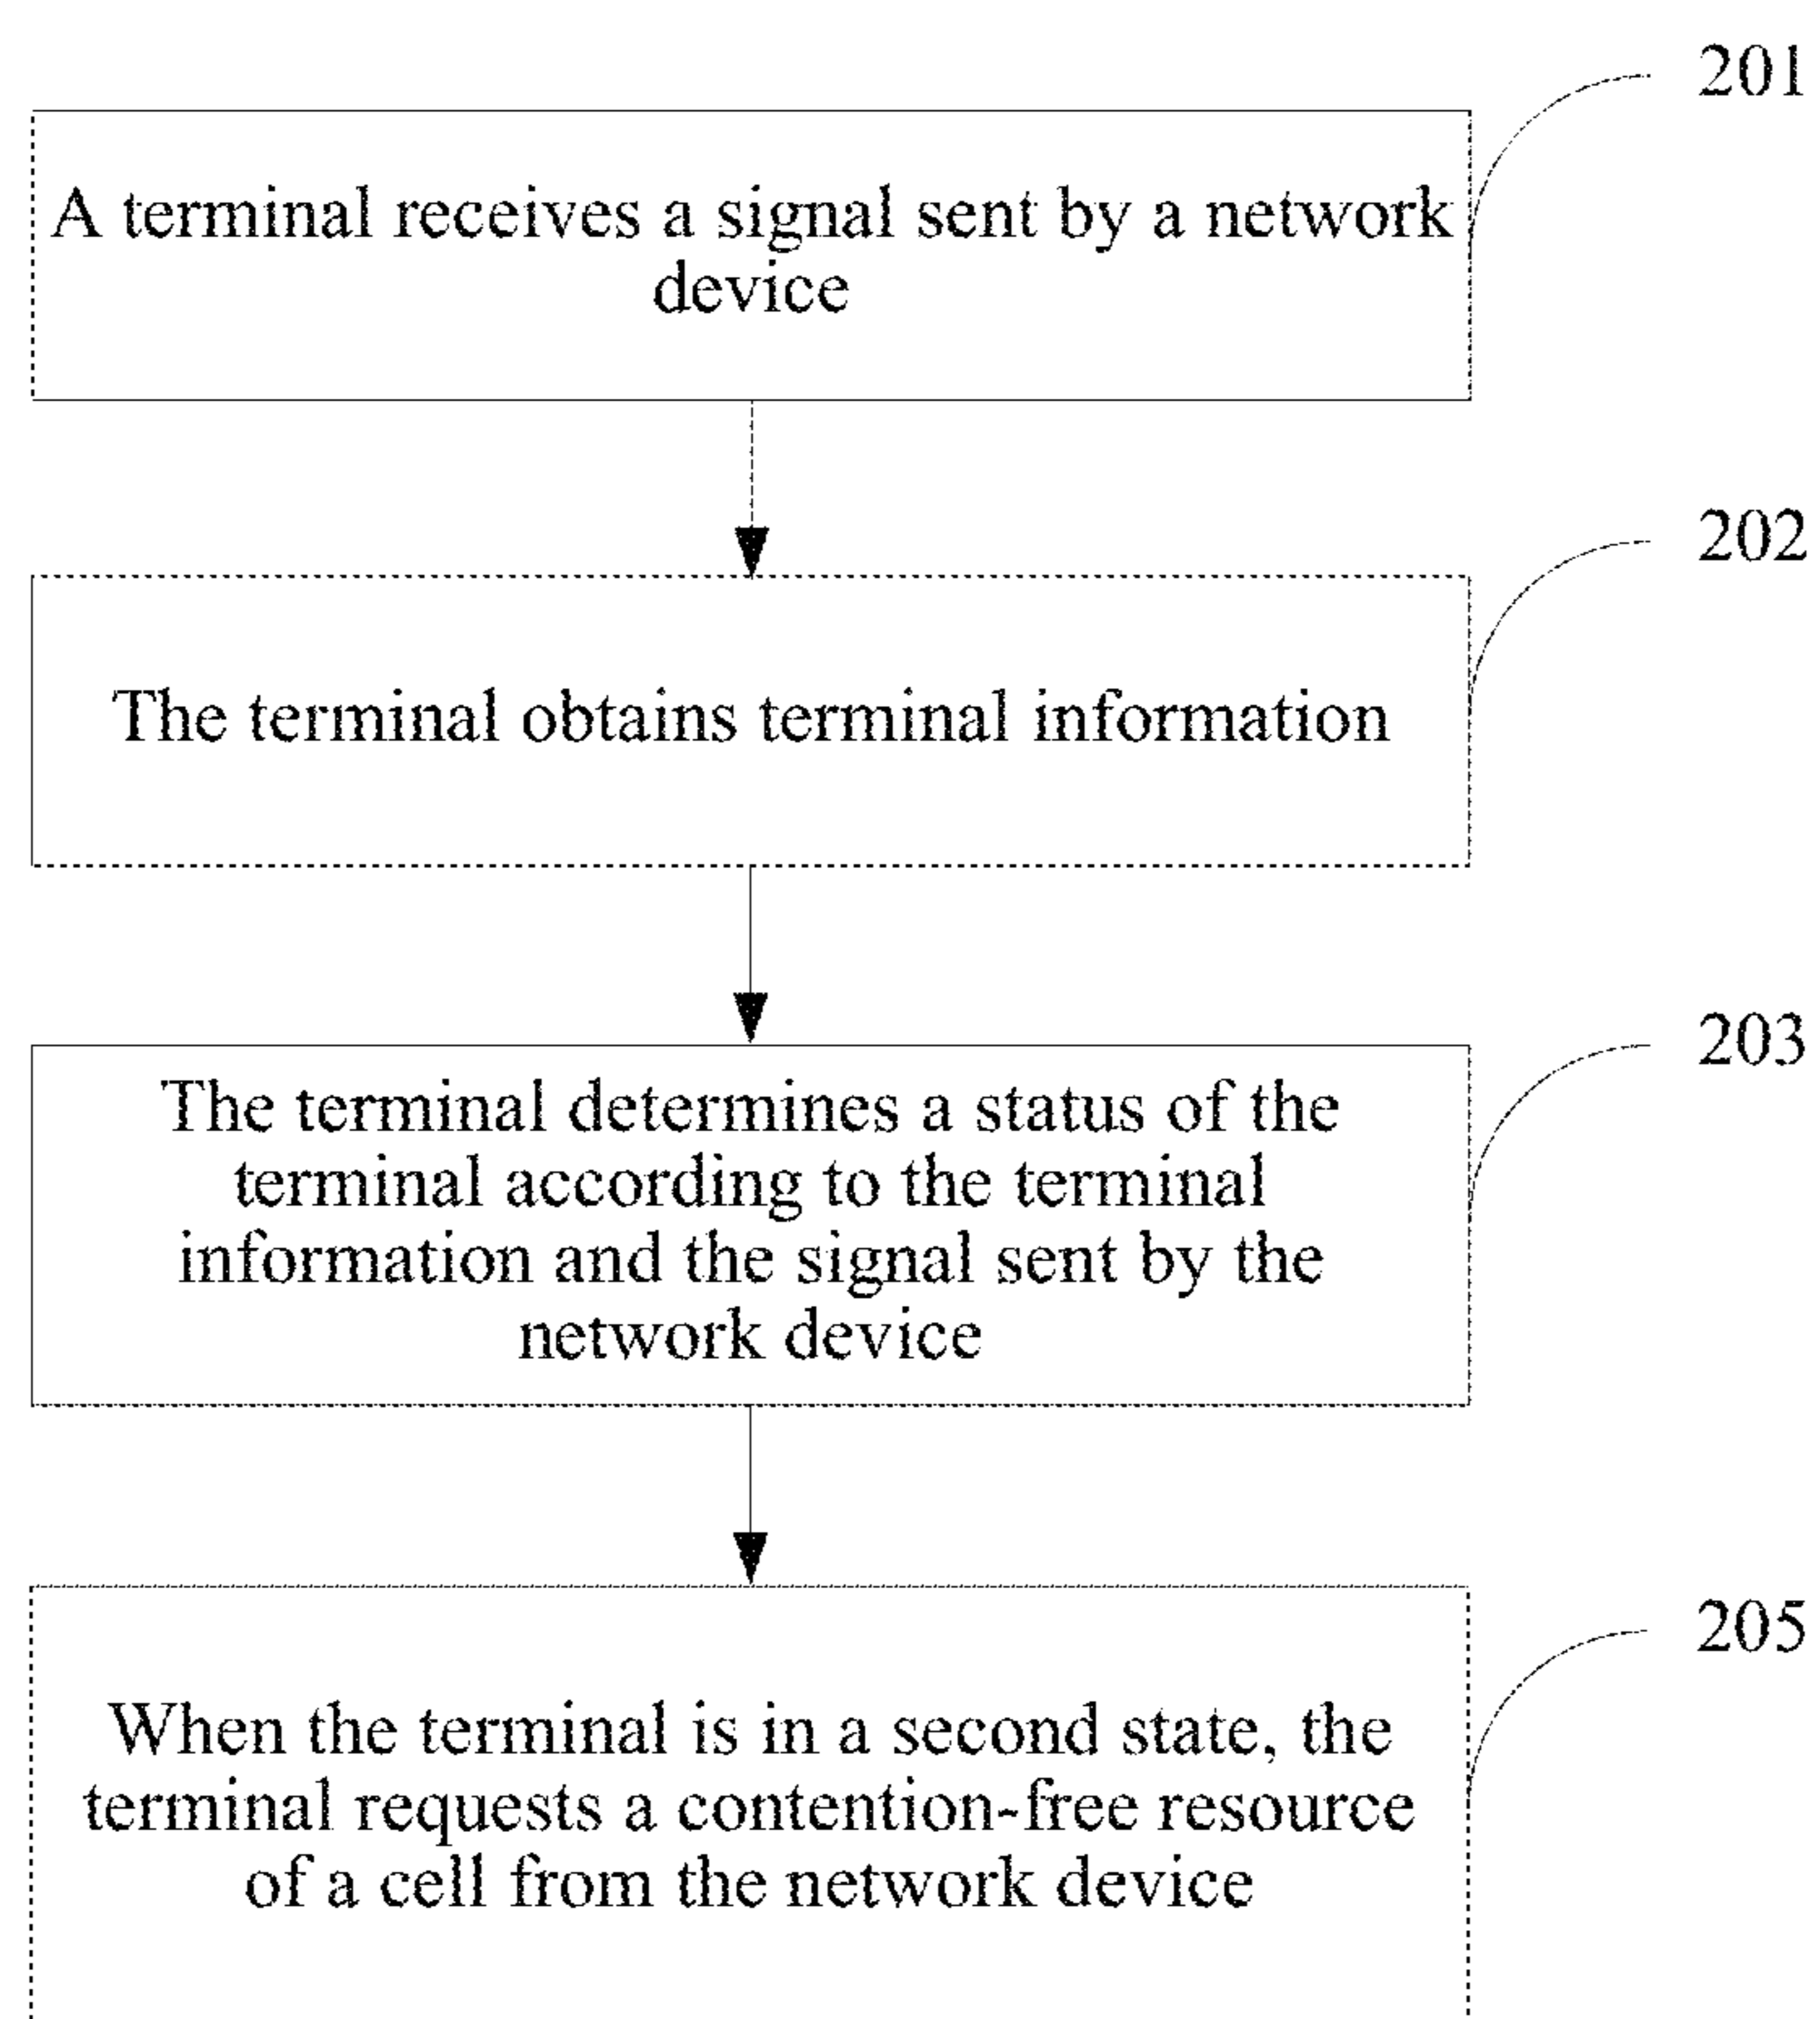 201
A terminal receives a signal sent by a network
device
202
The terminal obtains terminal information
203
The terminal determines a status of the
terminal according to the terminal
information and the signal sent by the
network device
205
When the terminal is in a second state, the
terminal requests a contention-free resource
of a cell from the network device